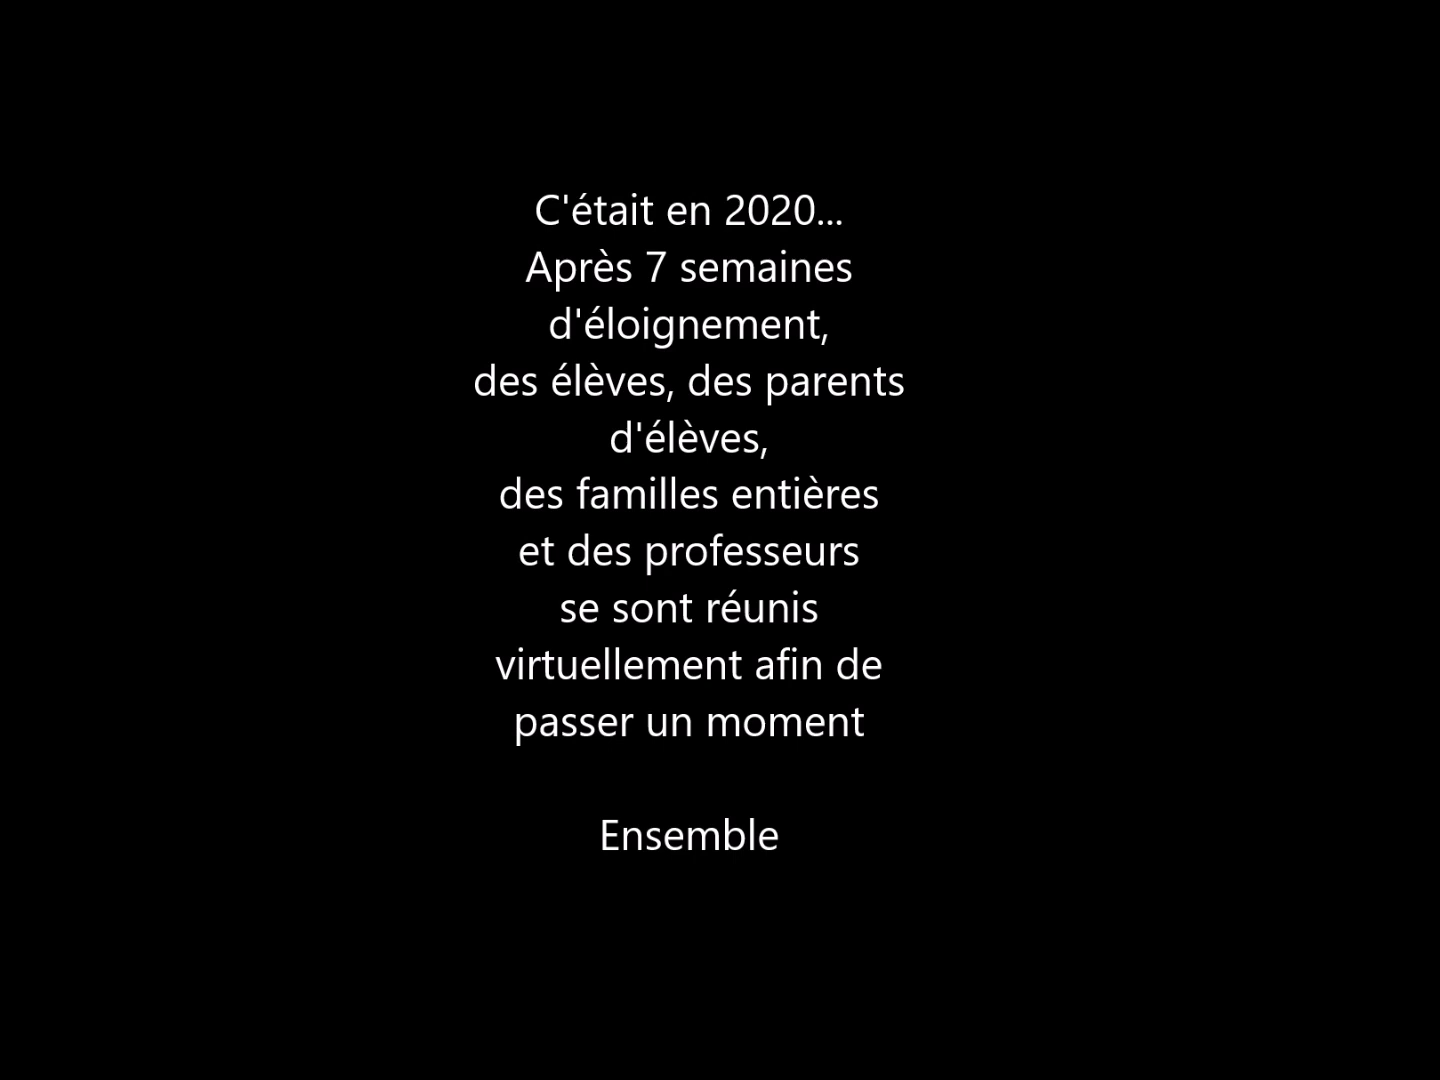 C'était en 2020...
Après 7 semaines
d'éloignement,
des élèves, des parents
d'élèves,
des familles entières
et des professeurs
se sont réunis
virtuellement afin de
passer un moment
Ensemble